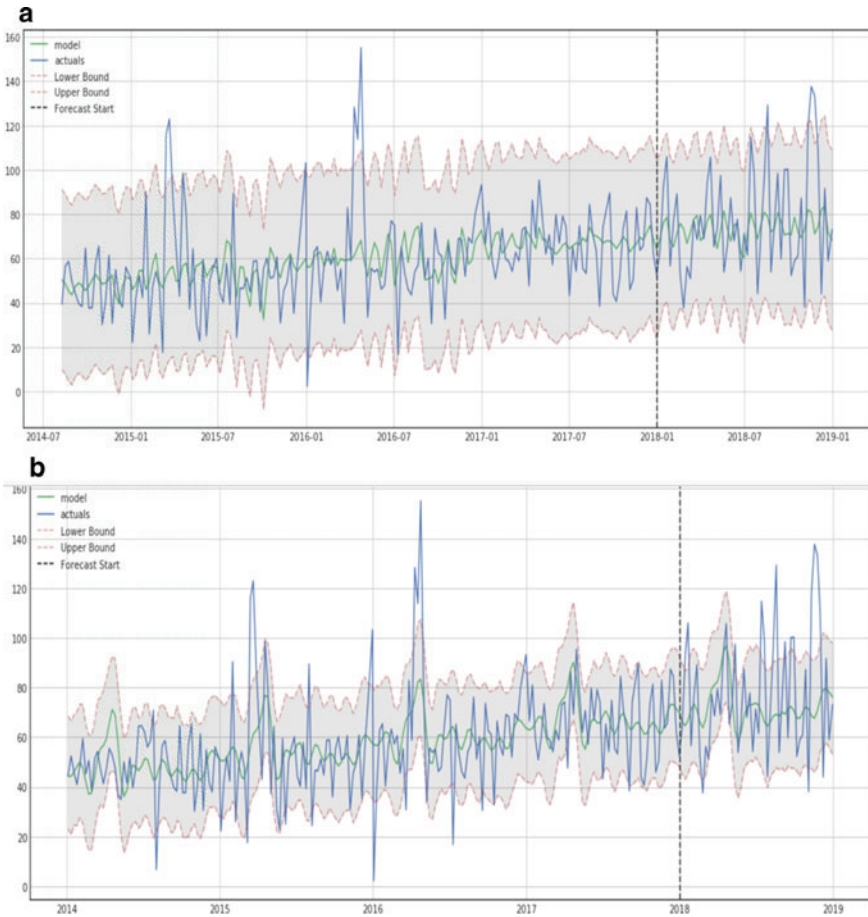 a
160
140
120
100
80
60
40
20
0
model
actuals
Lower Bound
Upper Bound
Forecast Start
2014-07 2015-01 2015-07 2016-01 2016-07 2017-01 2017-07 2018-01 2018-07 2019-01
b
160
140
120
100
80
60
40
20
0
model
actuals
Lower Bound
Upper Bound
Forecast Start
2014 2015 2016 2017 2018 2019